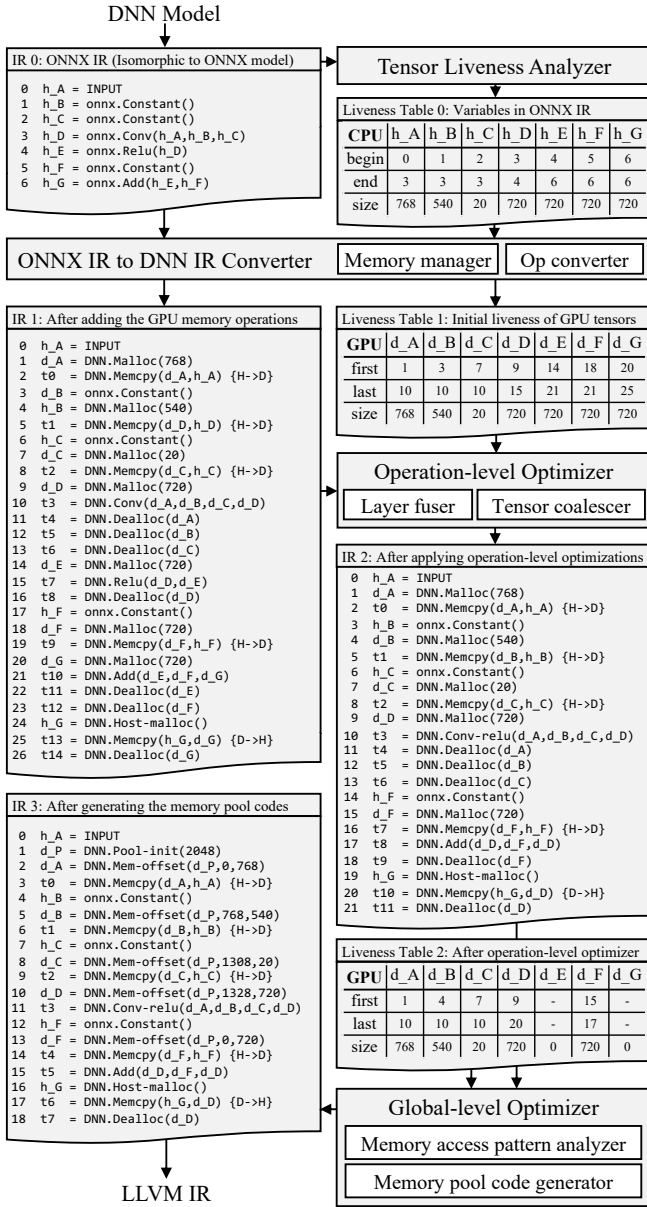 DNN Model
IR 0: ONNX IR (Isomorphic to ONNX model)
0 h_A = INPUT
1 h_B = onnx.Constant()
2 h_C = onnx.Constant()
3 h_D = onnx.Conv(h_A,h_B,h_C)
4 h_E = onnx.Relu(h_D)
5 h_F = onnx.Constant()
6 h_G = onnx.Add(h_E,h_F)
Tensor Liveness Analyzer
Liveness Table 0: Variables in ONNX IR
CPU h_A h_B h_C h_D h_E h_F h_G
begin 0 1 2 3 4 5 6
end 3 3 3 4 6 6 6
size 768 540 20 720 720 720 720
ONNX IR to DNN IR Converter
Memory manager
Op converter
IR 1: After adding the GPU memory operations
0 h_A = INPUT
1 d_A = DNN.Malloc(768)
2 t0 = DNN.Memcpy(d_A,h_A) {H->D}
3 d_B = onnx.Constant()
4 h_B = DNN.Malloc(540)
5 t1 = DNN.Memcpy(d_D,h_D) {H->D}
6 h_C = onnx.Constant()
7 d_C = DNN.Malloc(20)
8 t2 = DNN.Memcpy(d_C,h_C) {H->D}
9 d_D = DNN.Malloc(720)
10 t3 = DNN.Conv(d_A,d_B,d_C,d_D)
11 t4 = DNN.Dealloc(d_A)
12 t5 = DNN.Dealloc(d_B)
13 t6 = DNN.Dealloc(d_C)
14 d_E = DNN.Malloc(720)
15 t7 = DNN.Relu(d_D,d_E)
16 t8 = DNN.Dealloc(d_D)
17 h_F = onnx.Constant()
18 d_F = DNN.Malloc(720)
19 t9 = DNN.Memcpy(d_F,h_F) {H->D}
20 d_G = DNN.Malloc(720)
21 t10 = DNN.Add(d_E,d_F,d_G)
22 t11 = DNN.Dealloc(d_E)
23 t12 = DNN.Dealloc(d_F)
24 h_G = DNN.Host-malloc()
25 t13 = DNN.Memcpy(h_G,d_G) {D->H}
26 t14 = DNN.Dealloc(d_G)
Liveness Table 1: Initial liveness of GPU tensors
GPU d_A d_B d_C d_D d_E d_F d_G
first 1 3 7 9 14 18 20
last 10 10 10 15 21 21 25
size 768 540 20 720 720 720 720
Operation-level Optimizer
Layer fuser
Tensor coalescer
IR 2: After applying operation-level optimizations
0 h_A = INPUT
1 d_A = DNN.Malloc(768)
2 t0 = DNN.Memcpy(d_A,h_A) {H->D}
3 h_B = onnx.Constant()
4 d_B = DNN.Malloc(540)
5 t1 = DNN.Memcpy(d_B,h_B) {H->D}
6 h_C = onnx.Constant()
7 d_C = DNN.Malloc(20)
8 t2 = DNN.Memcpy(d_C,h_C) {H->D}
9 d_D = DNN.Malloc(720)
10 t3 = DNN.Conv-relu(d_A,d_B,d_C,d_D)
11 t4 = DNN.Dealloc(d_A)
12 t5 = DNN.Dealloc(d_B)
13 t6 = DNN.Dealloc(d_C)
14 h_F = onnx.Constant()
15 d_F = DNN.Malloc(720)
16 t7 = DNN.Memcpy(d_F,h_F) {H->D}
17 t8 = DNN.Add(d_D,d_F,d_D)
18 t9 = DNN.Dealloc(d_F)
19 h_G = DNN.Host-malloc()
20 t10 = DNN.Memcpy(h_G,d_D) {D->H}
21 t11 = DNN.Dealloc(d_D)
IR 3: After generating the memory pool codes
0 h_A = INPUT
1 d_P = DNN.Pool-init(2048)
2 d_A = DNN.Mem-offset(d_P,0,768)
3 t0 = DNN.Memcpy(d_A,h_A) {H->D}
4 h_B = onnx.Constant()
5 d_B = DNN.Mem-offset(d_P,768,540)
6 t1 = DNN.Memcpy(d_B,h_B) {H->D}
7 h_C = onnx.Constant()
8 d_C = DNN.Mem-offset(d_P,1308,20)
9 t2 = DNN.Memcpy(d_C,h_C) {H->D}
10 d_D = DNN.Mem-offset(d_P,1328,720)
11 t3 = DNN.Conv-relu(d_A,d_B,d_C,d_D)
12 h_F = onnx.Constant()
13 d_F = DNN.Mem-offset(d_P,0,720)
14 t4 = DNN.Memcpy(d_F,h_F) {H->D}
15 t5 = DNN.Add(d_D,d_F,d_D)
16 h_G = DNN.Host-malloc()
17 t6 = DNN.Memcpy(h_G,d_D) {D->H}
18 t7 = DNN.Dealloc(d_D)
Liveness Table 2: After operation-level optimizer
GPU d_A d_B d_C d_D d_E d_F d_G
first 1 4 7 9 - 15 -
last 10 10 10 20 - 17 -
size 768 540 20 720 0 720 0
Global-level Optimizer
Memory access pattern analyzer
Memory pool code generator
LLVM IR